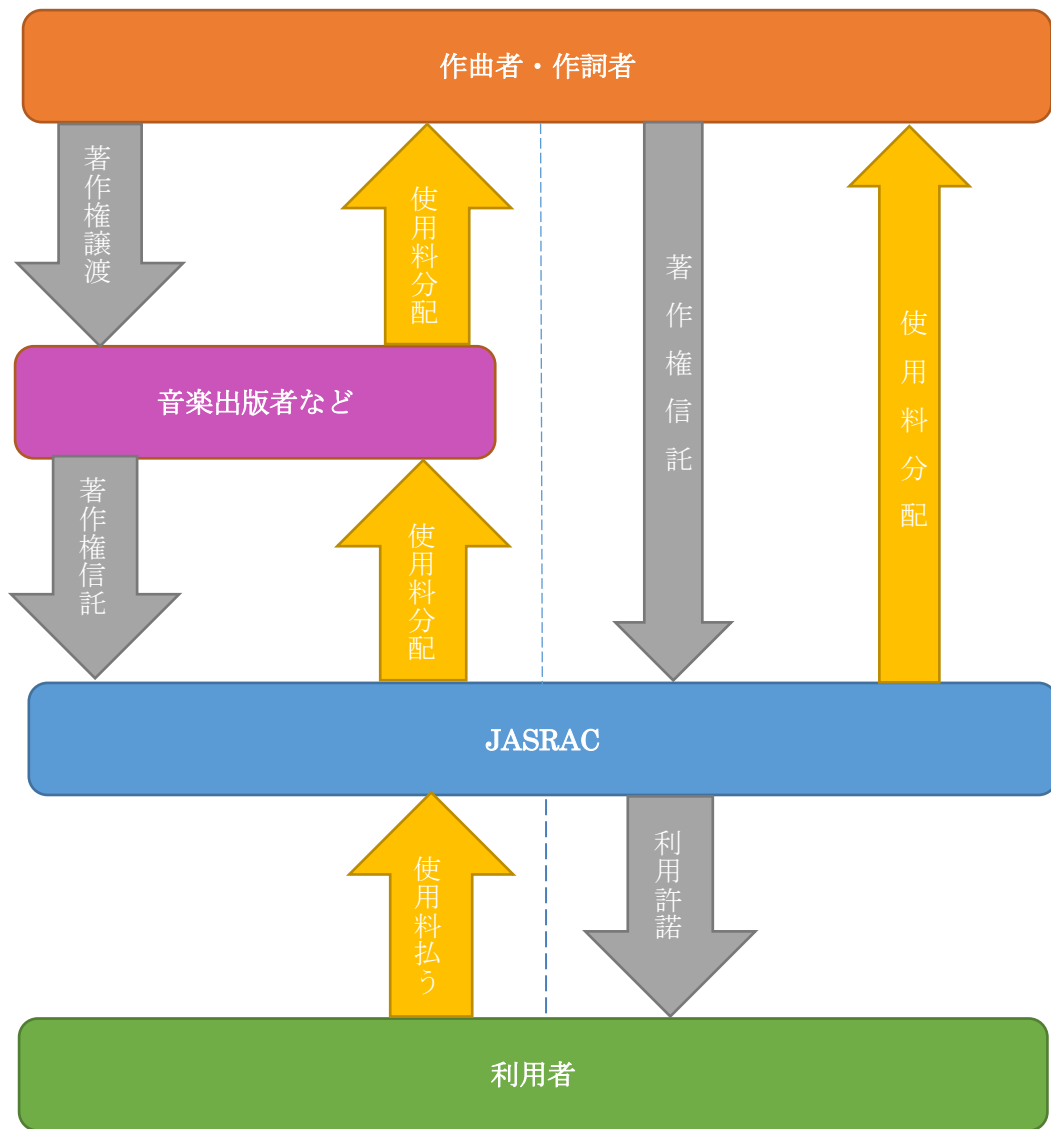 作曲者・作詞者
著作権譲渡
使用料分配
著作権信託
使用料分配
音楽出版者など
著作権信託
使用料分配
JASRAC
使用料払う
利用許諾
利用者